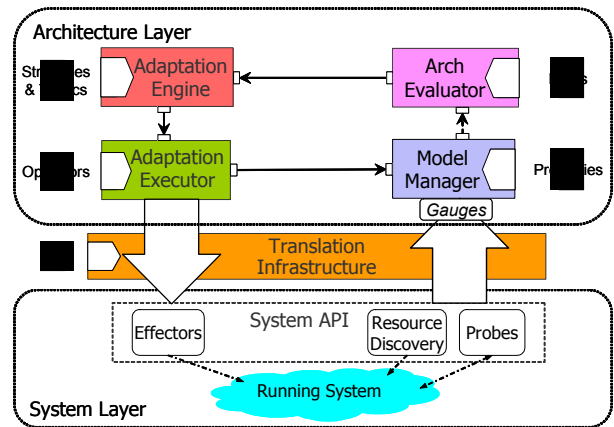 Architecture Layer
Adaptation
Engine
Arch
Evaluator
& 
Adaptation
Executor
Model
Manager
Gauges
Translation
Infrastructure
System API
Effectors
Resource
Discovery
Probes
Running System
System Layer